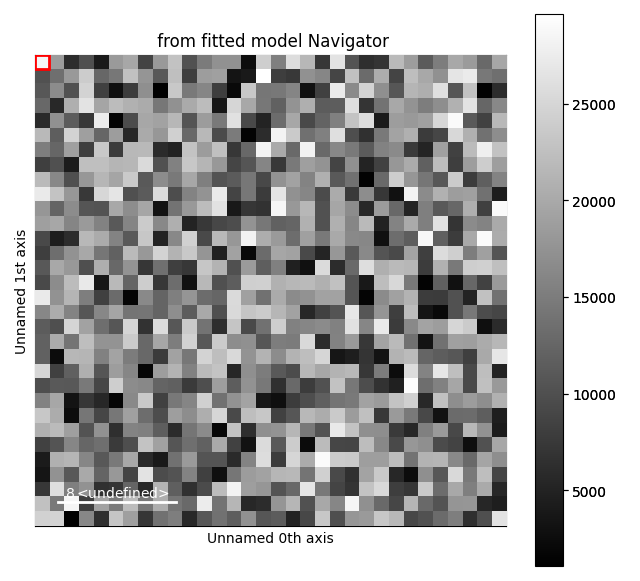 from fitted model Navigator
25000
20000
15000
10000
5000
Unnamed 1st axis
8 <undefined>
Unnamed 0th axis